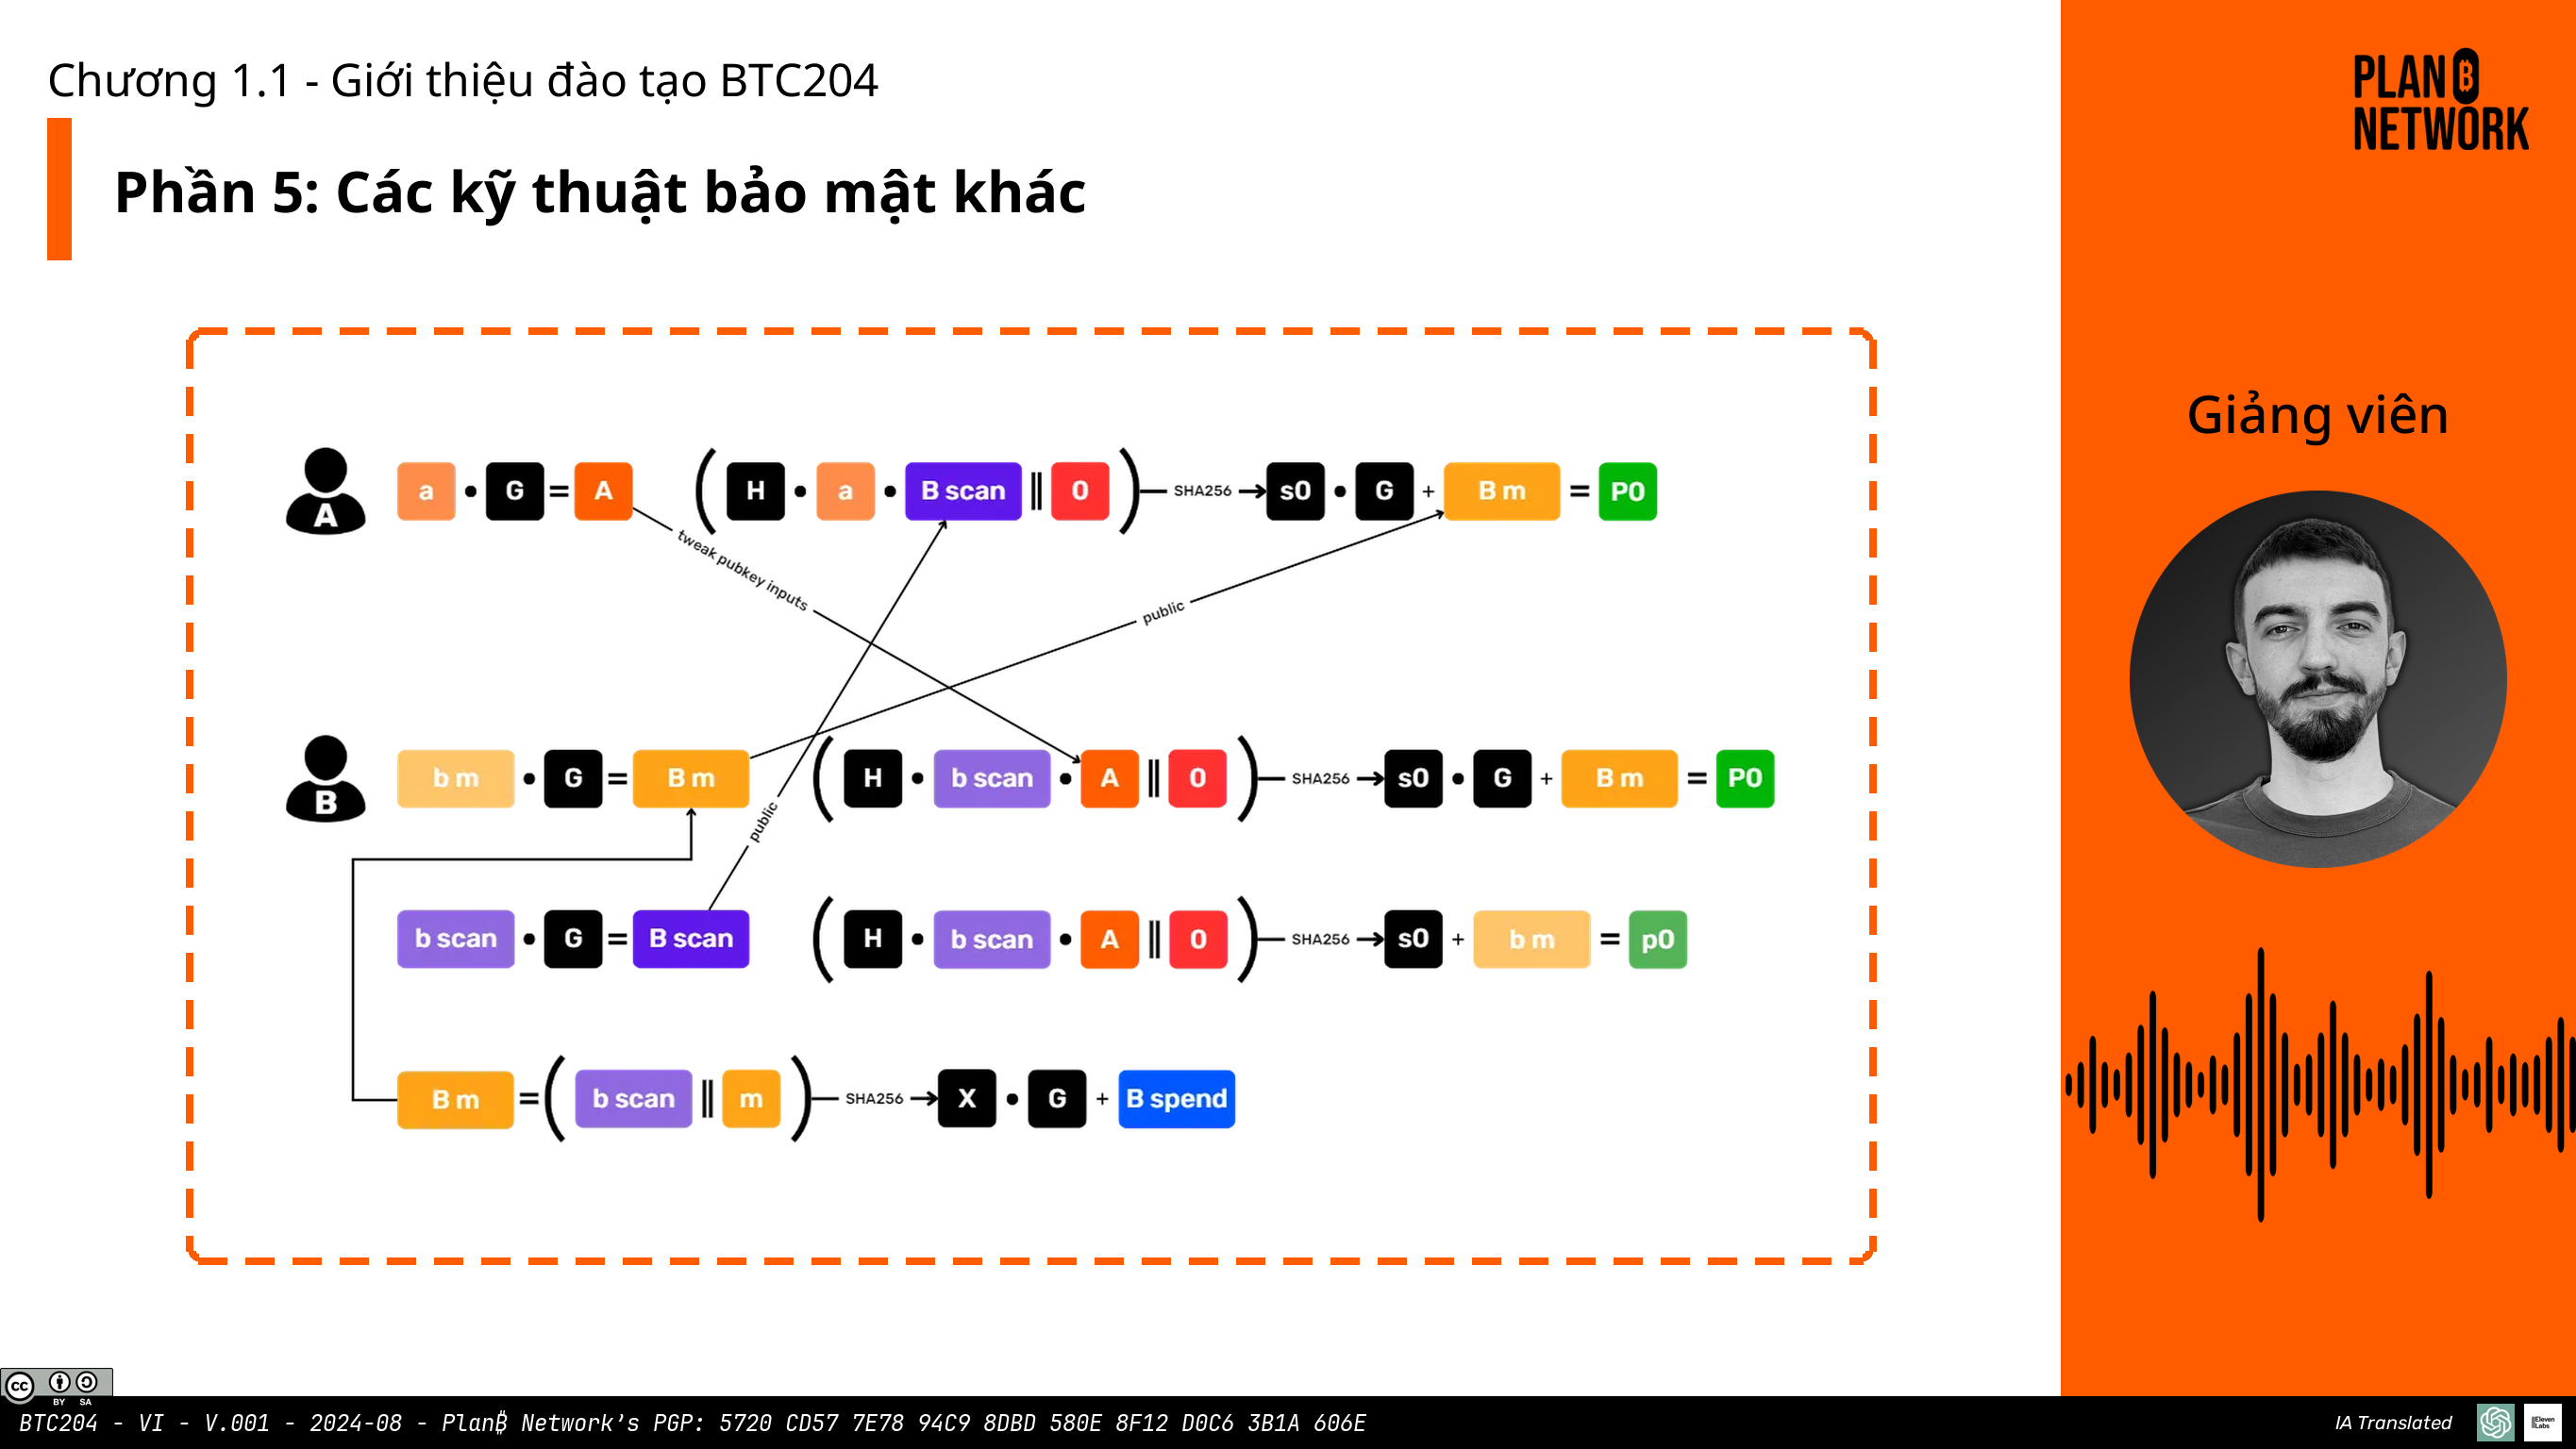 Chương 1.1 - Giới thiệu đào tạo BTC204
PLAN ₿
NETWORK
Phần 5: Các kỹ thuật bảo mật khác
Giảng viên
A
a • G = A ( H • a • B scan || 0 ) SHA256 → s0 • G + B m = P0
tweak pubkey inputs
public
B
b m • G = B m ( H • b scan • A || 0 ) SHA256 → s0 • G + B m = P0
public
b scan • G = B scan ( H • b scan • A || 0 ) SHA256 → s0 + b m = p0
B m = ( b scan || m ) SHA256 → X • G + B spend
cc BY SA
BTC204 - VI - V.001 - 2024-08 - Plan₿ Network’s PGP: 5720 CD57 7E78 94C9 8DBD 580E 8F12 D0C6 3B1A 606E
IA Translated
||Eleven
Labs